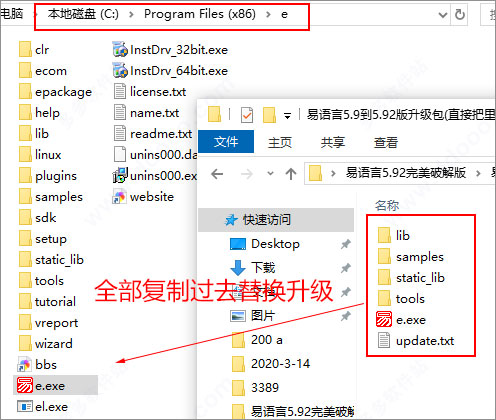 电脑 > 本地磁盘 (C:) > Program Files (x86) > e
clr
ecom
epackage
help
lib
linux
plugins
samples
sdk
setup
static_lib
tools
tutorial
vreport
wizard
bbs
e.exe
el.exe
InstDrv_32bit.exe
InstDrv_64bit.exe
license.txt
name.txt
readme.txt
unins000.da
unins000.ex
website
易语言5.9到5.92版升级包(直接把里
文件 主页 共享 查看
易语言5.92完美破解版
名称
快速访问
Desktop
下载
图片
200 a
2020-3-14
3389
易语言5.92完美破解
lib
samples
static_lib
tools
e.exe
update.txt
全部复制过去替换升级